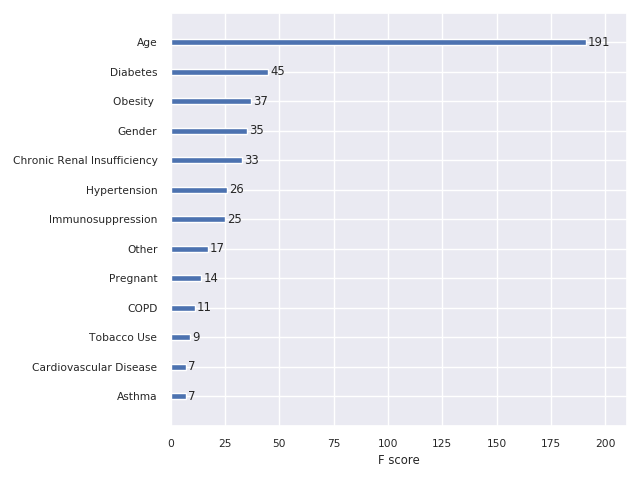 Age 191
Diabetes 45
Obesity 37
Gender 35
Chronic Renal Insufficiency 33
Hypertension 26
Immunosuppression 25
Other 17
Pregnant 14
COPD 11
Tobacco Use 9
Cardiovascular Disease 7
Asthma 7
0 25 50 75 100 125 150 175 200
F score